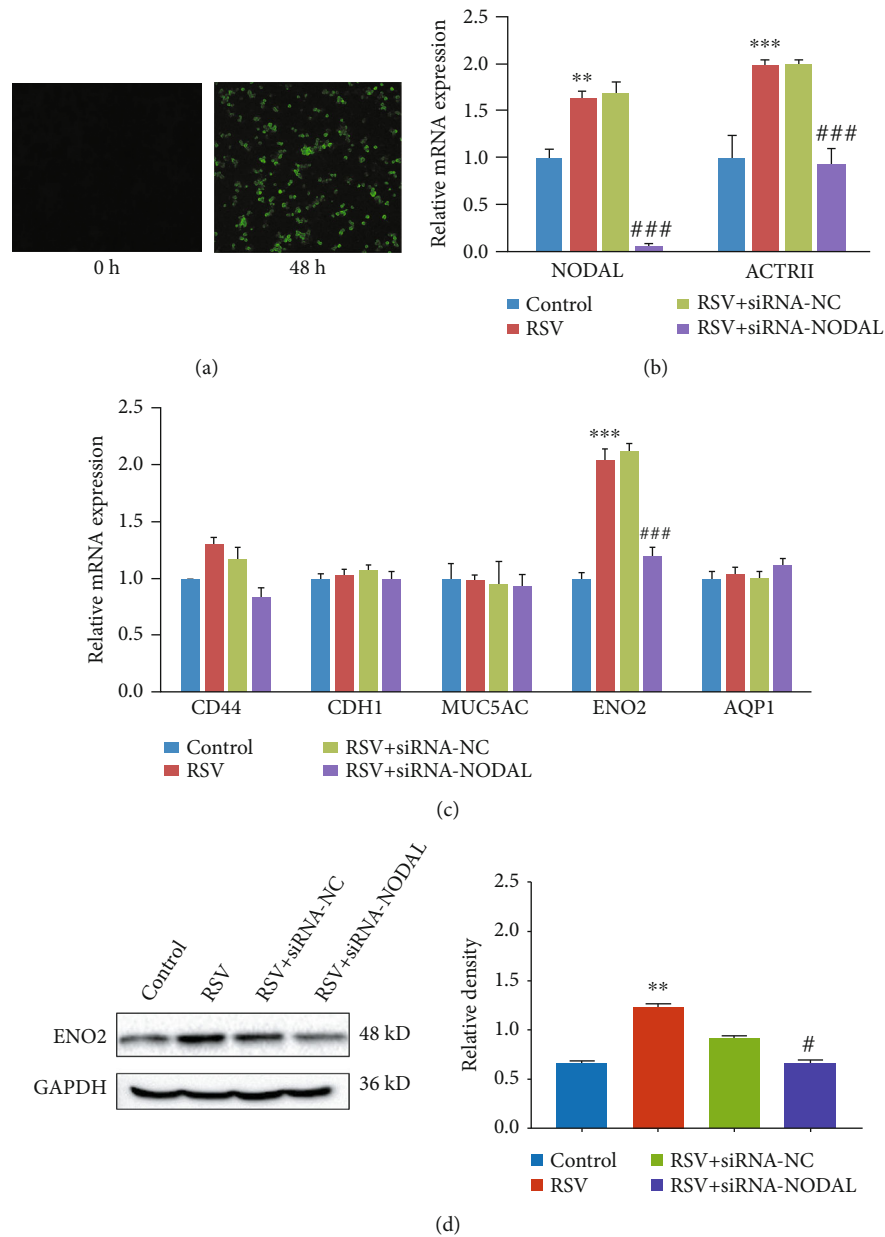 0 h
48 h
(a)
Relative mRNA expression
2.5
2.0
1.5
1.0
0.5
0.0
**
###
***
###
NODAL
ACTRII
Control
RSV+siRNA-NC
RSV
RSV+siRNA-NODAL
(b)
Relative mRNA expression
2.5
2.0
1.5
1.0
0.5
0.0
***
###
CD44
CDH1
MUC5AC
ENO2
AQP1
Control
RSV+siRNA-NC
RSV
RSV+siRNA-NODAL
(c)
Control
RSV
RSV+siRNA-NC
RSV+siRNA-NODAL
ENO2
48 kD
GAPDH
36 kD
Relative density
2.5
2.0
1.5
1.0
0.5
0.0
**
#
Control
RSV+siRNA-NC
RSV
RSV+siRNA-NODAL
(d)